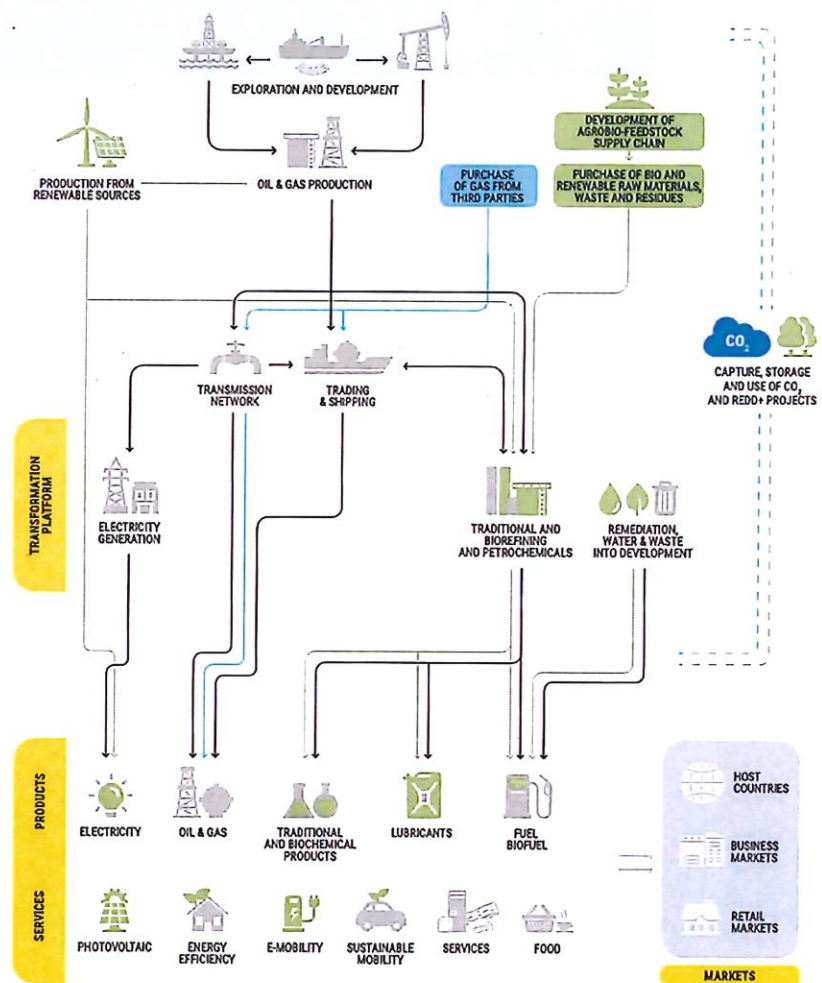 EXPLORATION AND DEVELOPMENT
DEVELOPMENT OF
AGROBIO-FEEDSTOCK
SUPPLY CHAIN
PRODUCTION FROM
RENEWABLE SOURCES
OIL & GAS PRODUCTION
PURCHASE
OF GAS FROM
THIRD PARTIES
PURCHASE OF BIO AND
RENEWABLE RAW MATERIALS,
WASTE AND RESIDUES
CO₂
CAPTURE, STORAGE
AND USE OF CO₂
AND REDD+ PROJECTS
TRANSMISSION
NETWORK
TRADING
& SHIPPING
TRANSFORMATION
PLATFORM
ELECTRICITY
GENERATION
TRADITIONAL AND
BIOREFINING
AND PETROCHEMICALS
REMEDIATION,
WATER & WASTE
INTO DEVELOPMENT
PRODUCTS
ELECTRICITY
OIL & GAS
TRADITIONAL
AND BIOCHEMICAL
PRODUCTS
LUBRICANTS
FUEL
BIOFUEL
HOST
COUNTRIES
BUSINESS
MARKETS
RETAIL
MARKETS
SERVICES
PHOTOVOLTAIC
ENERGY
EFFICIENCY
E-MOBILITY
SUSTAINABLE
MOBILITY
SERVICES
FOOD
MARKETS